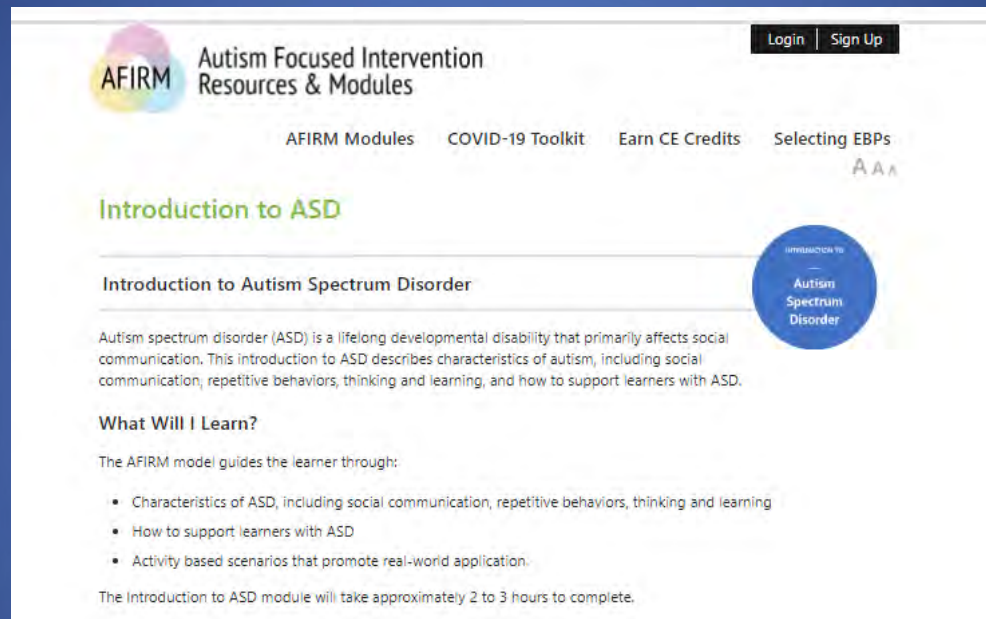 Login | Sign Up
AFIRM
Autism Focused Intervention
Resources & Modules
AFIRM Modules COVID-19 Toolkit Earn CE Credits Selecting EBPs
A A A
Introduction to ASD
INTRODUCTION TO
Autism
Spectrum
Disorder
Introduction to Autism Spectrum Disorder
Autism spectrum disorder (ASD) is a lifelong developmental disability that primarily affects social
communication. This introduction to ASD describes characteristics of autism, including social
communication, repetitive behaviors, thinking and learning, and how to support learners with ASD.
What Will I Learn?
The AFIRM model guides the learner through:
• Characteristics of ASD, including social communication, repetitive behaviors, thinking and learning
• How to support learners with ASD
• Activity based scenarios that promote real-world application.
The Introduction to ASD module will take approximately 2 to 3 hours to complete.